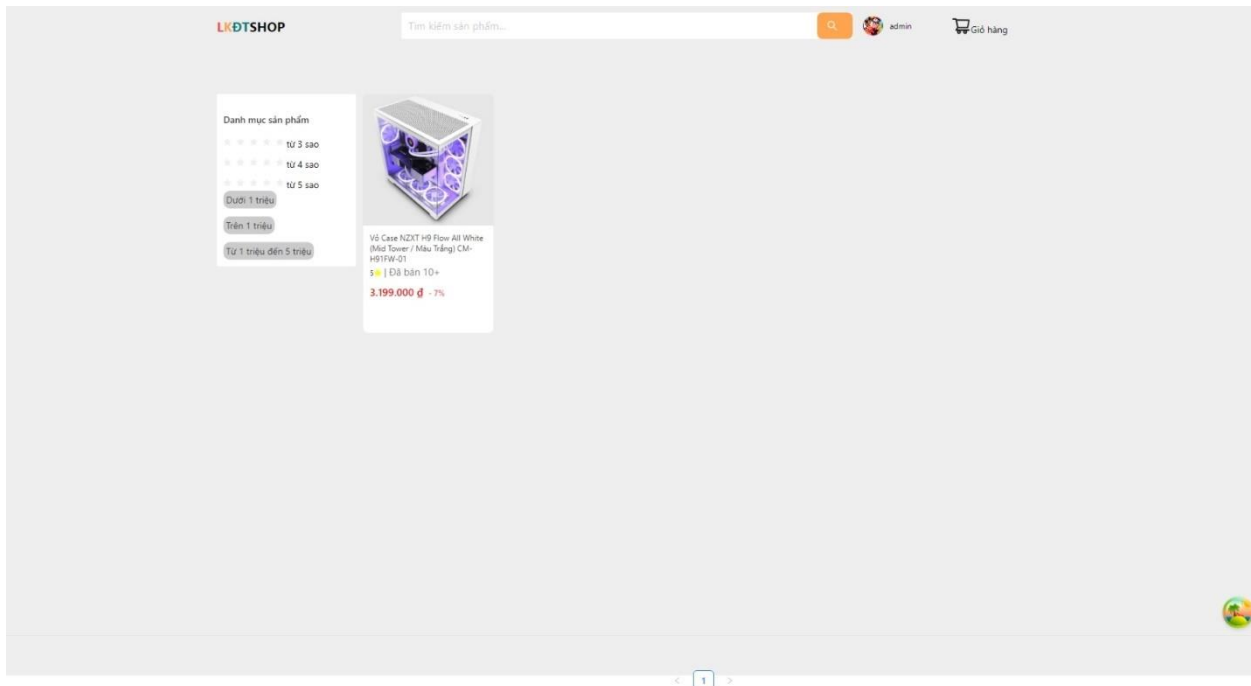 LKĐTSHOP
Tìm kiếm sản phẩm...
admin
Giỏ hàng
Danh mục sản phẩm
từ 3 sao
từ 4 sao
từ 5 sao
Dưới 1 triệu
Trên 1 triệu
Từ 1 triệu đến 5 triệu
Vỏ Case NZXT H9 Flow All White
(Mid Tower / Màu Trắng) CM-
H91FW-01
5 | Đã bán 10+
3.199.000 ₫ - 7%
< 1 >